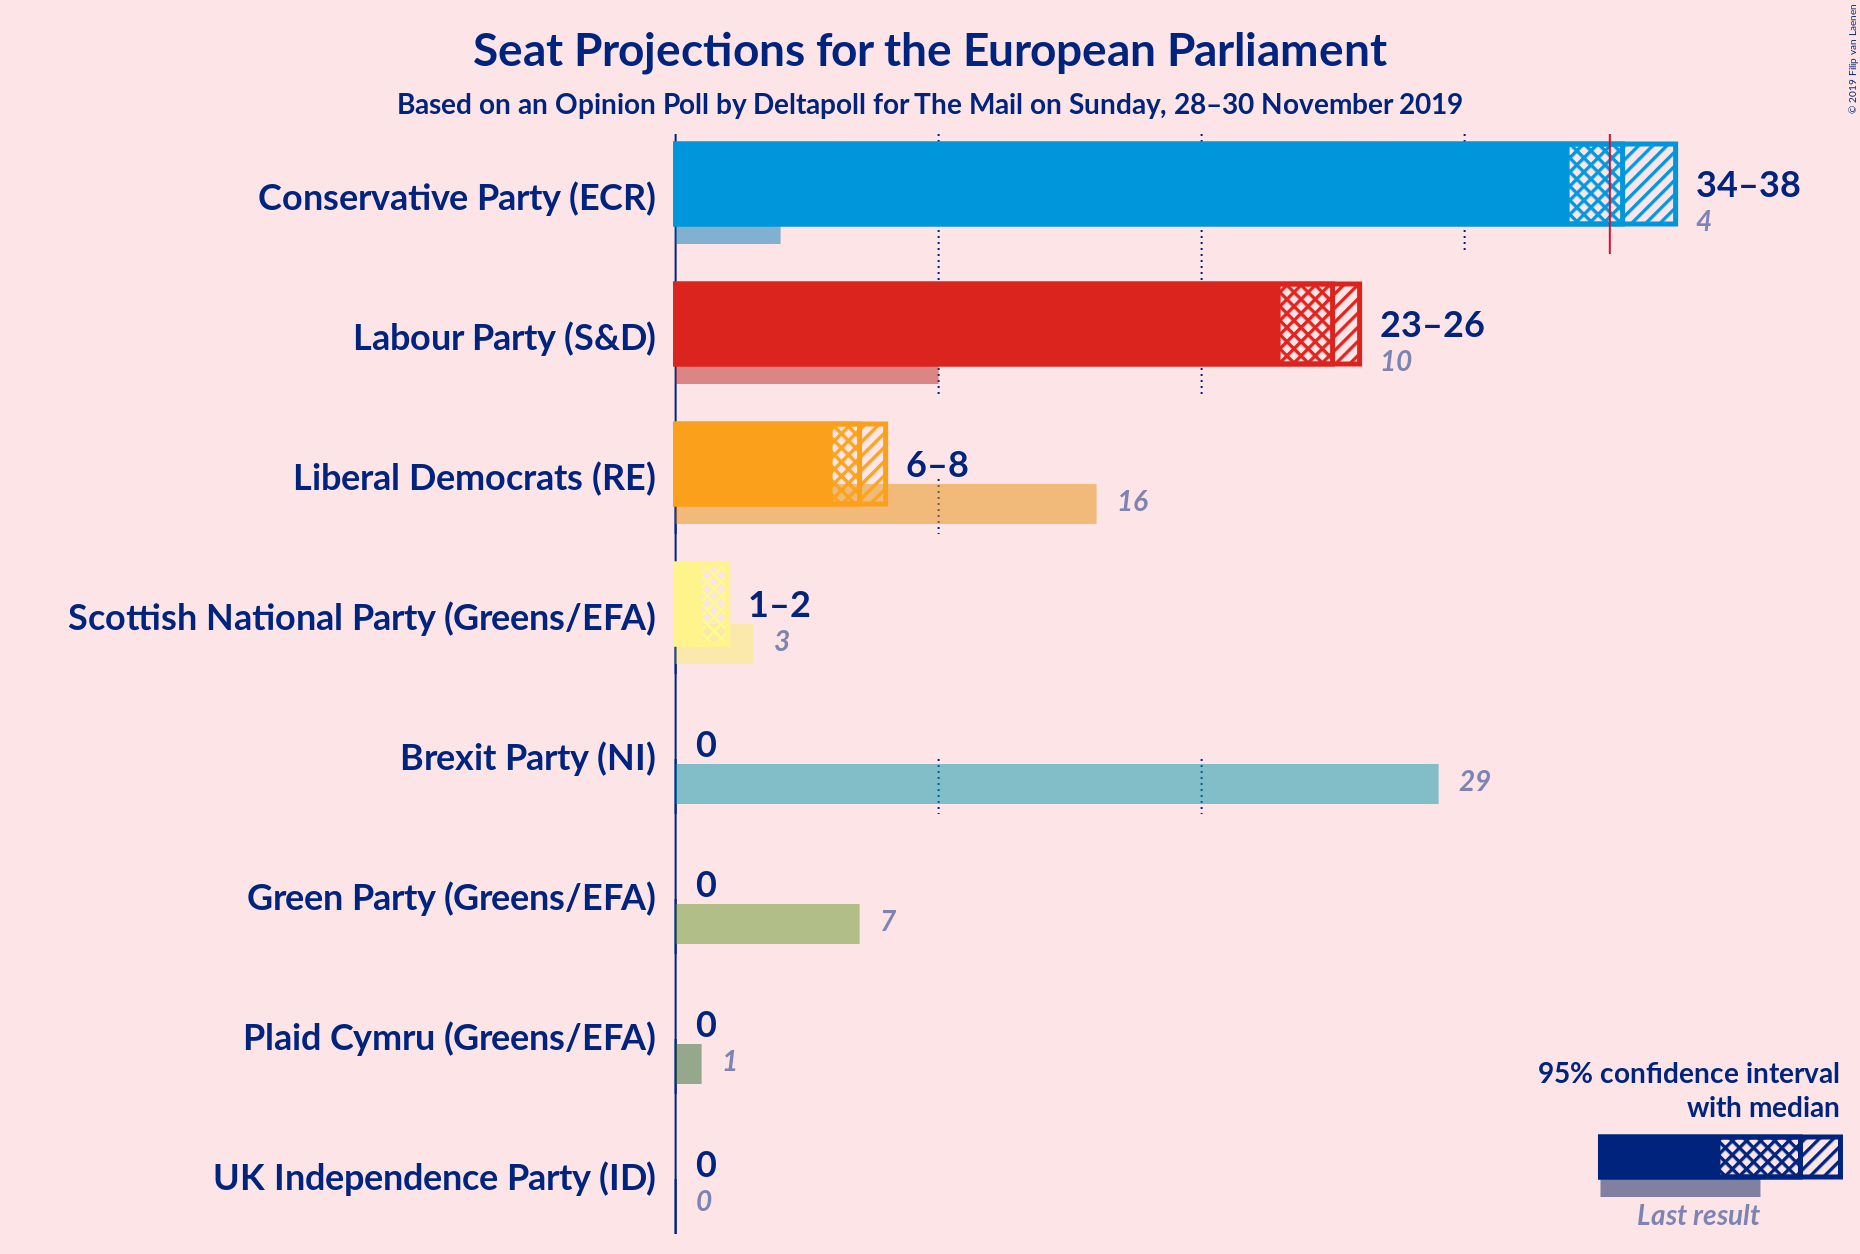 Seat Projections for the European Parliament
Based on an Opinion Poll by Deltapoll for The Mail on Sunday, 28–30 November 2019
© 2019 Filip van Laenen
Conservative Party (ECR)
34–38
4
Labour Party (S&D)
23–26
10
Liberal Democrats (RE)
6–8
16
Scottish National Party (Greens/EFA)
1–2
3
Brexit Party (NI)
0
29
Green Party (Greens/EFA)
0
7
Plaid Cymru (Greens/EFA)
0
1
UK Independence Party (ID)
0
0
95% confidence interval
with median
Last result